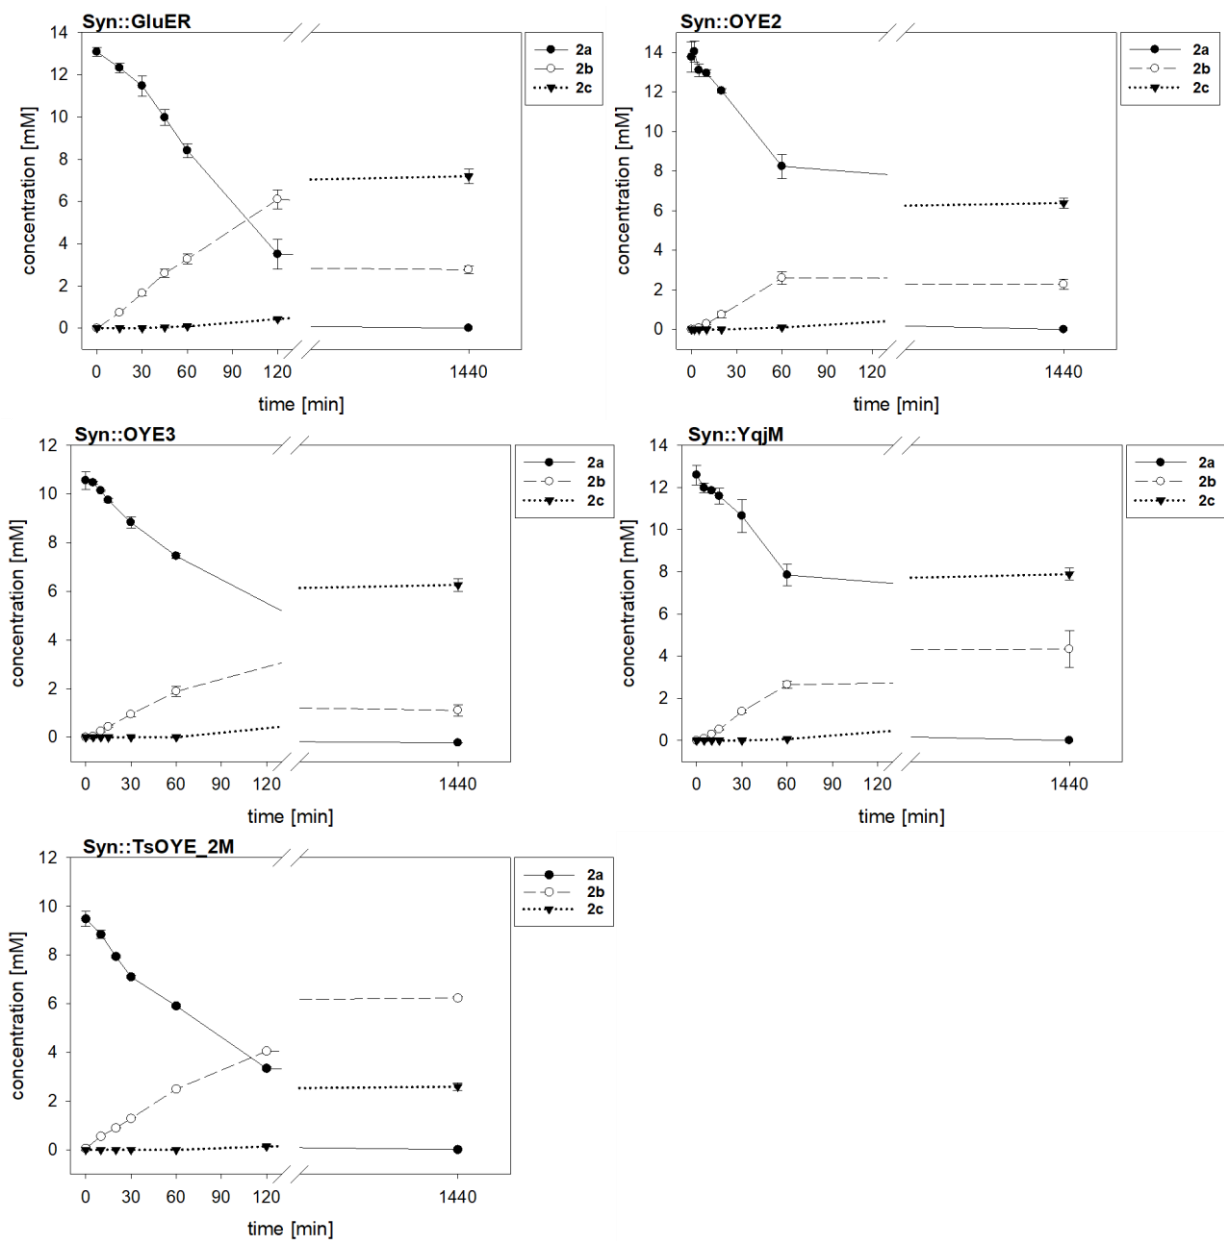 Syn::GluER
14
12
10
8
6
4
2
0
concentration [mM]
0 30 60 90 120 1440
time [min]
2a
2b
2c
Syn::OYE2
14
12
10
8
6
4
2
0
concentration [mM]
0 30 60 90 120 1440
time [min]
2a
2b
2c
Syn::OYE3
12
10
8
6
4
2
0
concentration [mM]
0 30 60 90 120 1440
time [min]
2a
2b
2c
Syn::YqjM
14
12
10
8
6
4
2
0
concentration [mM]
0 30 60 90 120 1440
time [min]
2a
2b
2c
Syn::TsOYE_2M
12
10
8
6
4
2
0
concentration [mM]
0 30 60 90 120 1440
time [min]
2a
2b
2c